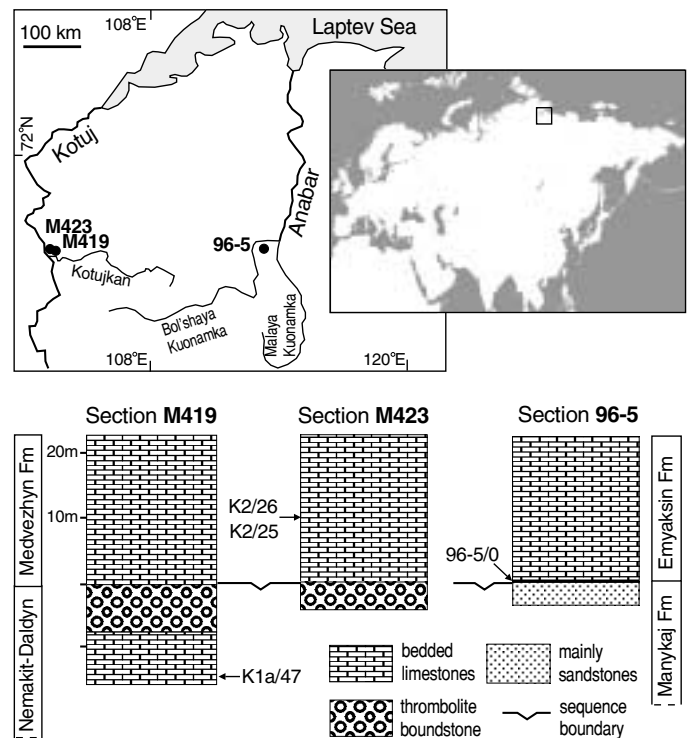 108°E
Laptev Sea
100 km
72°N
Kotuj
Anabar
M423
M419
96-5
Kotujkan
Bol'shaya
Kuonamka
Malaya
Kuonamka
108°E
120°E
Section M419
Section M423
Section 96-5
Medvezhyn Fm
Nemakit-Daldyn
20m
10m
K2/26
K2/25
96-5/0
K1a/47
Emyaksin Fm
Manykaj Fm
bedded
limestones
mainly
sandstones
thrombolite
boundstone
sequence
boundary